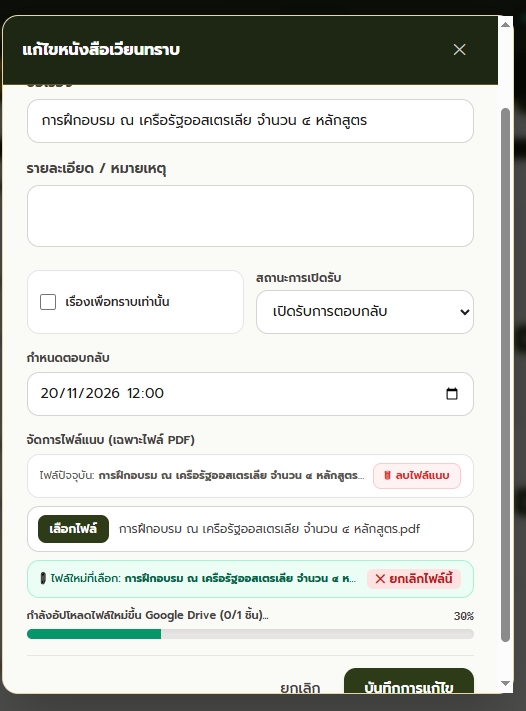 แก้ไขหนังสือเวียนทราบ
การฝึกอบรม ณ เครือรัฐออสเตรเลีย จำนวน ๔ หลักสูตร
รายละเอียด / หมายเหตุ
เรื่องเพื่อทราบเท่านั้น
สถานะการเปิดรับ
เปิดรับการตอบกลับ
กำหนดตอบกลับ
20/11/2026 12:00
จัดการไฟล์แนบ (เฉพาะไฟล์ PDF)
ไฟล์ปัจจุบัน: การฝึกอบรม ณ เครือรัฐออสเตรเลีย จำนวน ๔ หลักสูตร... ลบไฟล์แนบ
เลือกไฟล์ การฝึกอบรม ณ เครือรัฐออสเตรเลีย จำนวน ๔ หลักสูตร.pdf
ไฟล์ใหม่ที่เลือก: การฝึกอบรม ณ เครือรัฐออสเตรเลีย จำนวน ๔ ห... ยกเลิกไฟล์นี้
กำลังอัปโหลดไฟล์ใหม่ขึ้น Google Drive (0/1 ชิ้น)... 30%
ยกเลิก บันทึกการแก้ไข